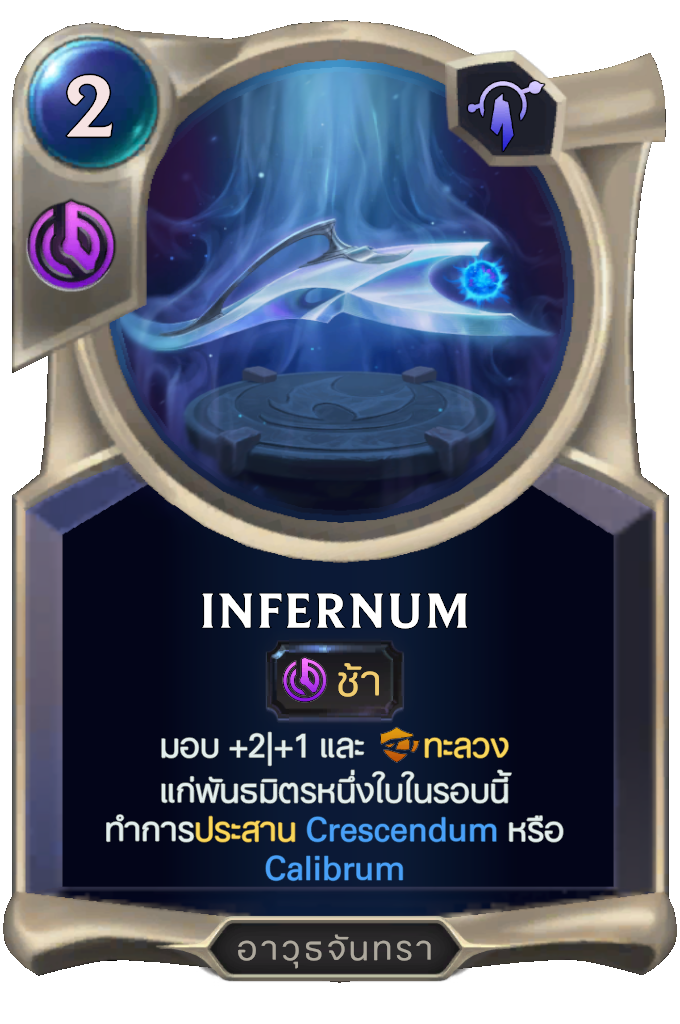 2
INFERNUM
ช้า
มอบ +2|+1 และ ทะลวง
แก่พันธมิตรหนึ่งใบในรอบนี้
ทำการประสาน Crescendum หรือ
Calibrum
อาวุธจันทรา